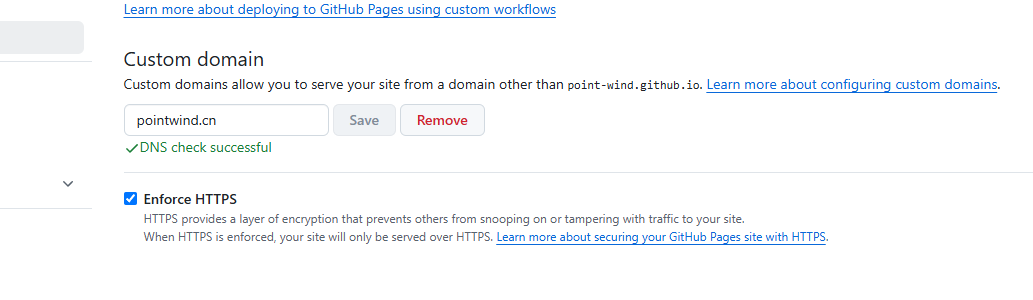 Learn more about deploying to GitHub Pages using custom workflows
Custom domain
Custom domains allow you to serve your site from a domain other than point-wind.github.io. Learn more about configuring custom domains.
pointwind.cn Save Remove
DNS check successful
Enforce HTTPS
HTTPS provides a layer of encryption that prevents others from snooping on or tampering with traffic to your site.
When HTTPS is enforced, your site will only be served over HTTPS. Learn more about securing your GitHub Pages site with HTTPS.